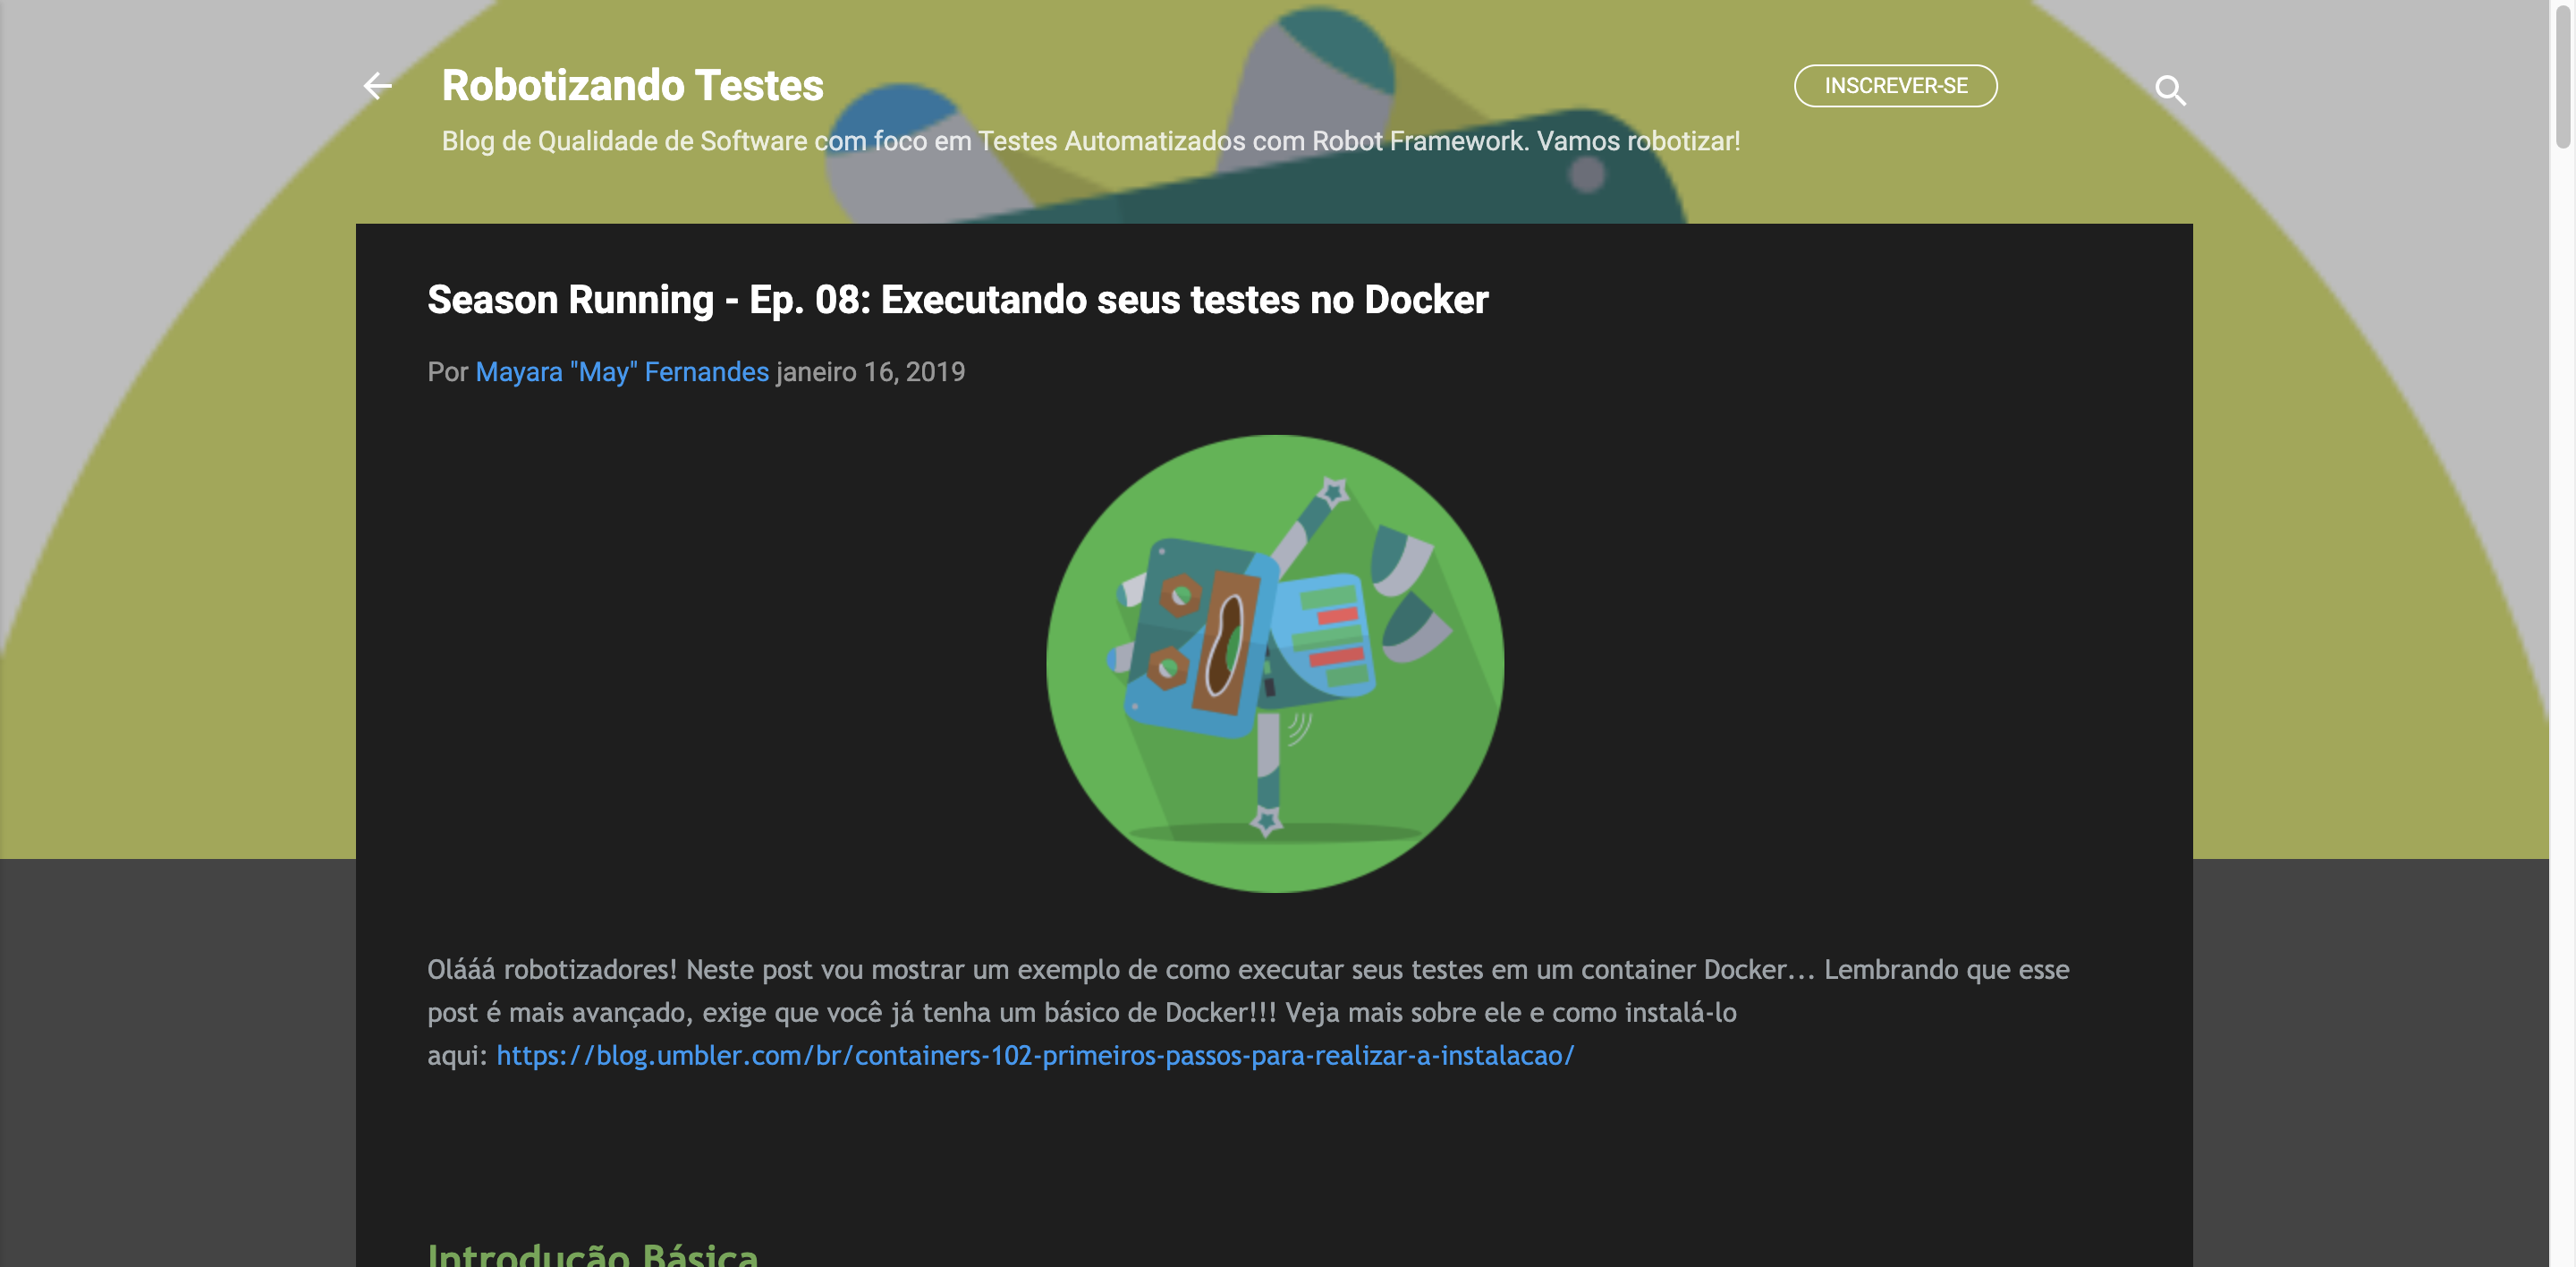 Robotizando Testes
INSCREVER-SE
Blog de Qualidade de Software com foco em Testes Automatizados com Robot Framework. Vamos robotizar!
Season Running - Ep. 08: Executando seus testes no Docker
Por Mayara "May" Fernandes janeiro 16, 2019
Olááá robotizadores! Neste post vou mostrar um exemplo de como executar seus testes em um container Docker... Lembrando que esse
post é mais avançado, exige que você já tenha um básico de Docker!!! Veja mais sobre ele e como instalá-lo
aqui: https://blog.umbler.com/br/containers-102-primeiros-passos-para-realizar-a-instalacao/
Introdução Básica